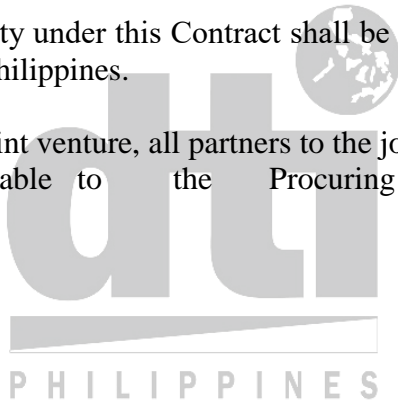 ty under this Contract shall be
hilippines.
int venture, all partners to the jo
able to the Procuring
dti
PHILIPPINES